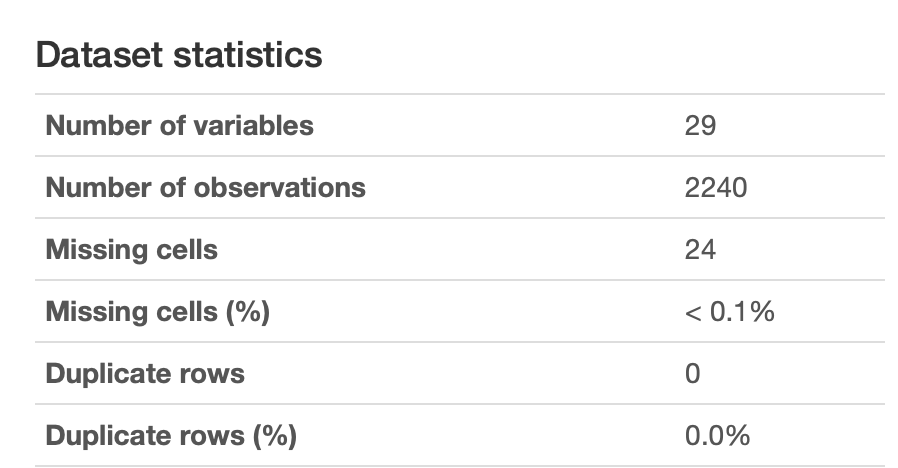 Dataset statistics
Number of variables 29
Number of observations 2240
Missing cells 24
Missing cells (%) < 0.1%
Duplicate rows 0
Duplicate rows (%) 0.0%